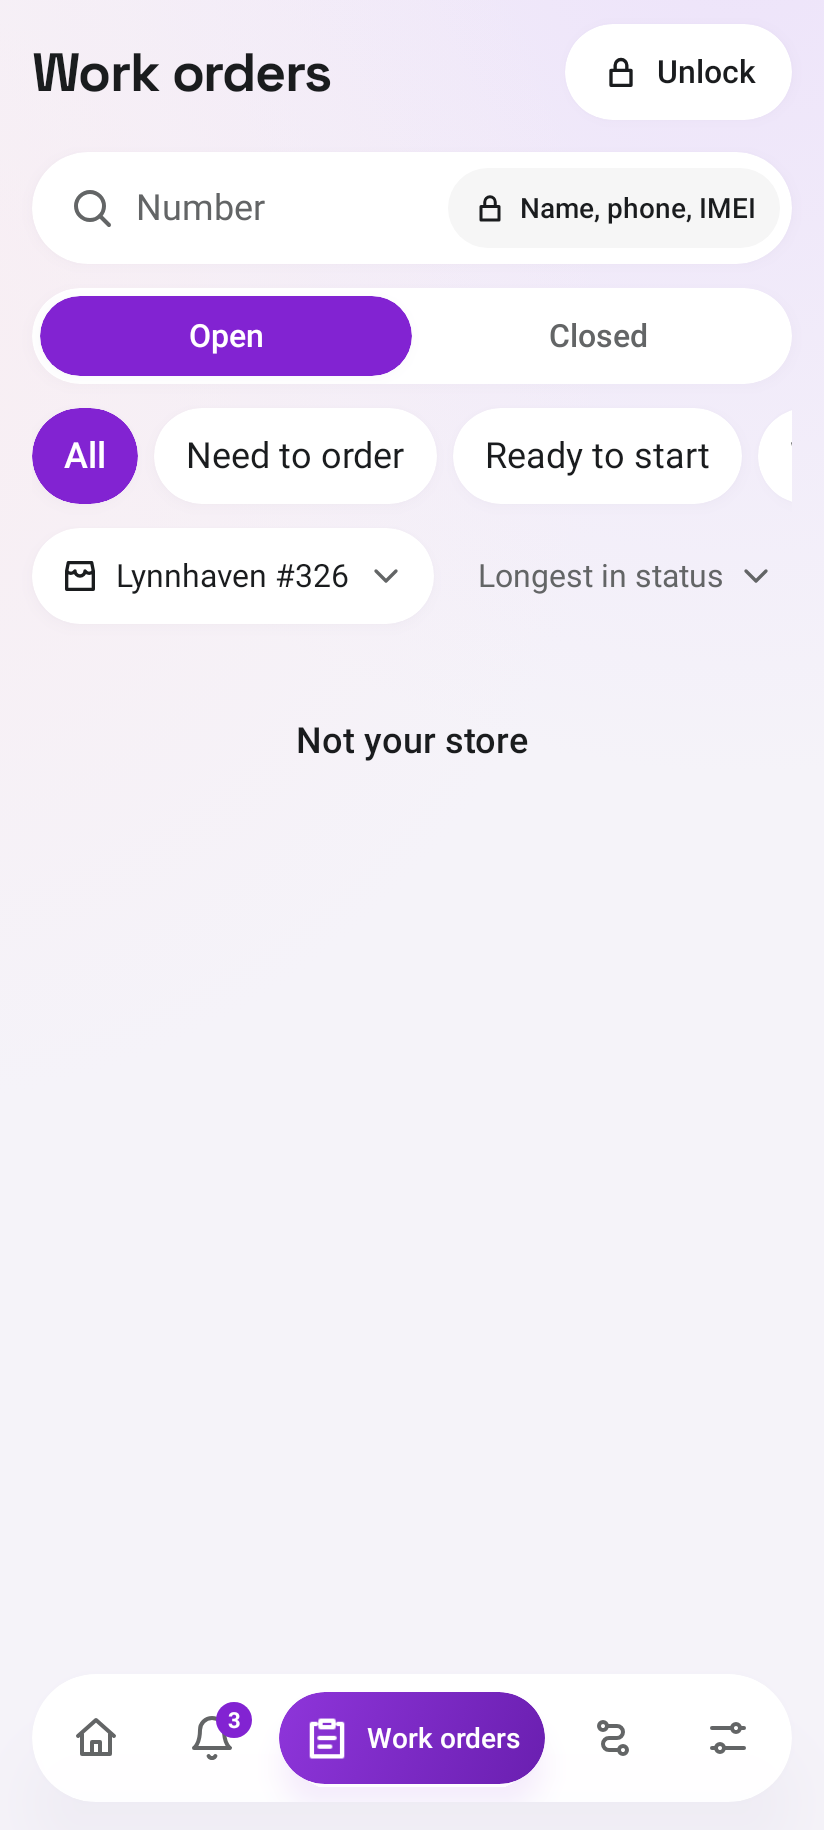 Work orders
Unlock
Number
Name, phone, IMEI
Open
Closed
All
Need to order
Ready to start
Lynnhaven #326
Longest in status
Not your store
3
Work orders